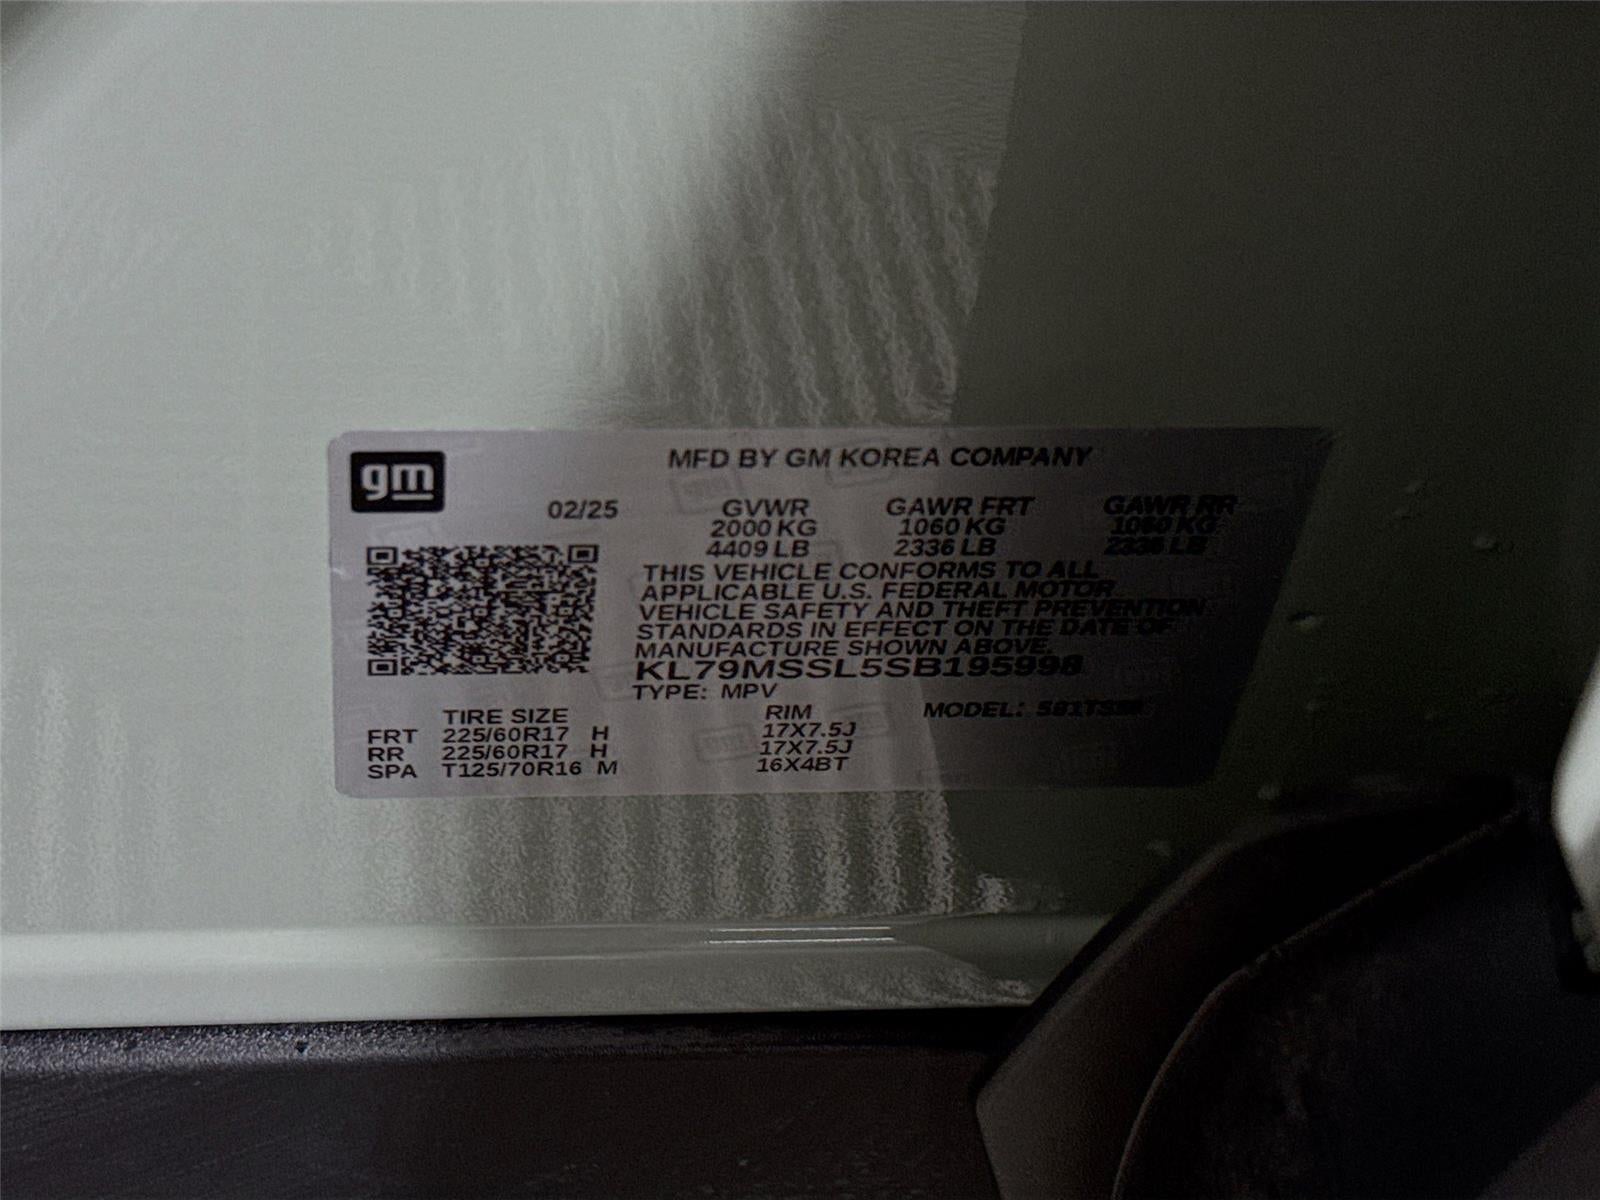 gm
MFD BY GM KOREA COMPANY
02/25 GVWR GAWR FRT GAWR RR
2000 KG 1060 KG 1060 KG
4409 LB 2336 LB 2336 LB
THIS VEHICLE CONFORMS TO ALL
APPLICABLE U.S. FEDERAL MOTOR
VEHICLE SAFETY AND THEFT PREVENTION
STANDARDS IN EFFECT ON THE DATE OF
MANUFACTURE SHOWN ABOVE.
KL79MSSL5SB195998
TYPE: MPV
TIRE SIZE RIM MODEL:
FRT 225/60R17 H 17X7.5J
RR 225/60R17 H 17X7.5J
SPA T125/70R16 M 16X4BT